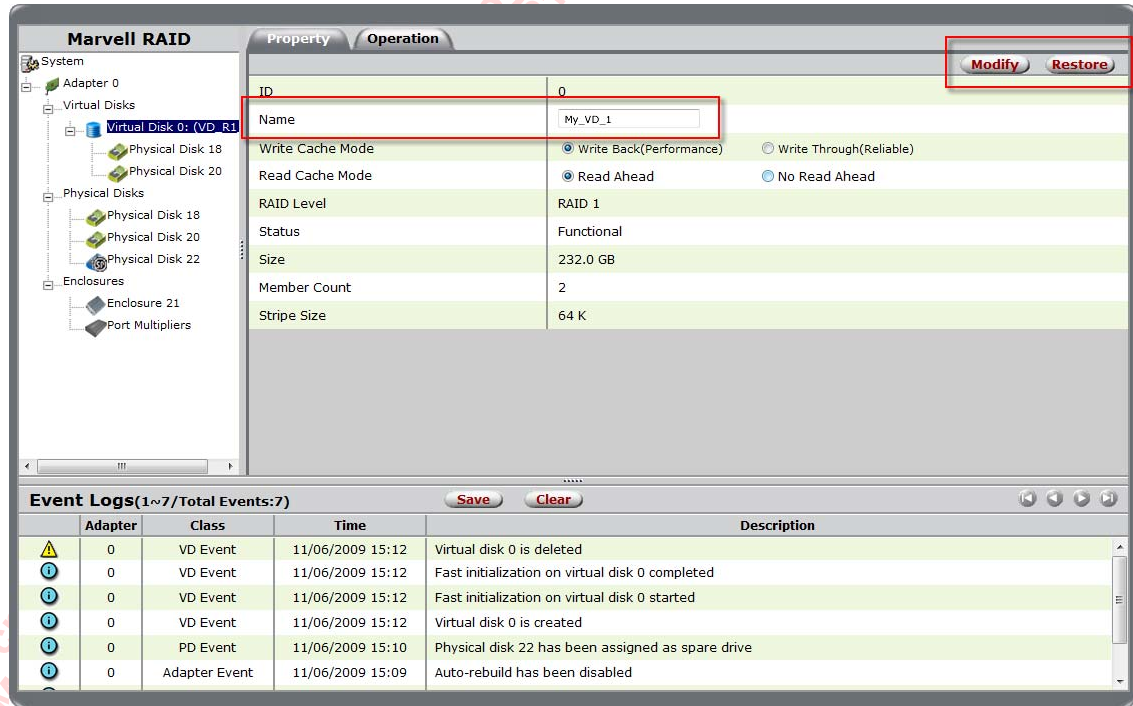 Marvell RAID
Property Operation
System
Adapter 0
Virtual Disks
Virtual Disk 0: (VD_R1
Physical Disk 18
Physical Disk 20
Physical Disks
Physical Disk 18
Physical Disk 20
Physical Disk 22
Enclosures
Enclosure 21
Port Multipliers
Modify Restore
ID 0
Name My_VD_1
Write Cache Mode Write Back(Performance) Write Through(Reliable)
Read Cache Mode Read Ahead No Read Ahead
RAID Level RAID 1
Status Functional
Size 232.0 GB
Member Count 2
Stripe Size 64 K
Event Logs(1~7/Total Events:7) Save Clear
Adapter Class Time Description
0 VD Event 11/06/2009 15:12 Virtual disk 0 is deleted
0 VD Event 11/06/2009 15:12 Fast initialization on virtual disk 0 completed
0 VD Event 11/06/2009 15:12 Fast initialization on virtual disk 0 started
0 VD Event 11/06/2009 15:12 Virtual disk 0 is created
0 PD Event 11/06/2009 15:10 Physical disk 22 has been assigned as spare drive
0 Adapter Event 11/06/2009 15:09 Auto-rebuild has been disabled